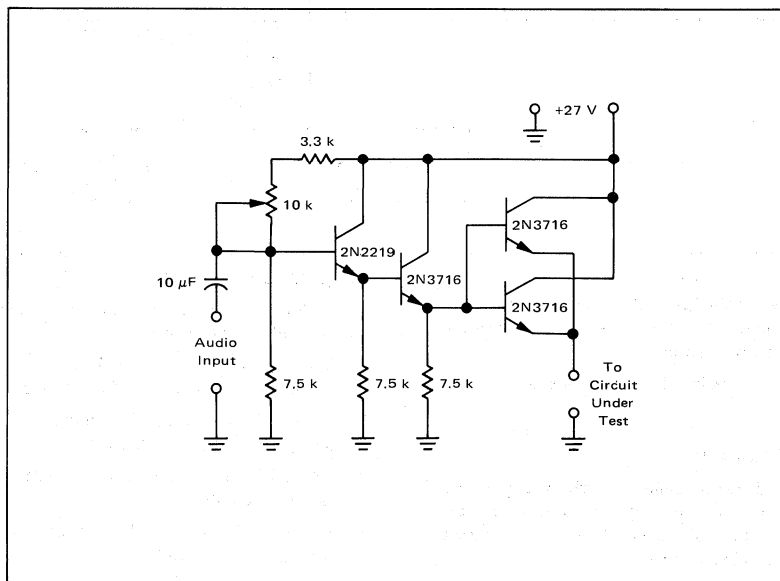 +27 V
3.3 k
10 k
2N3716
2N2219
2N3716
10 μF
2N3716
Audio
Input
To
Circuit
Under
Test
7.5 k
7.5 k
7.5 k